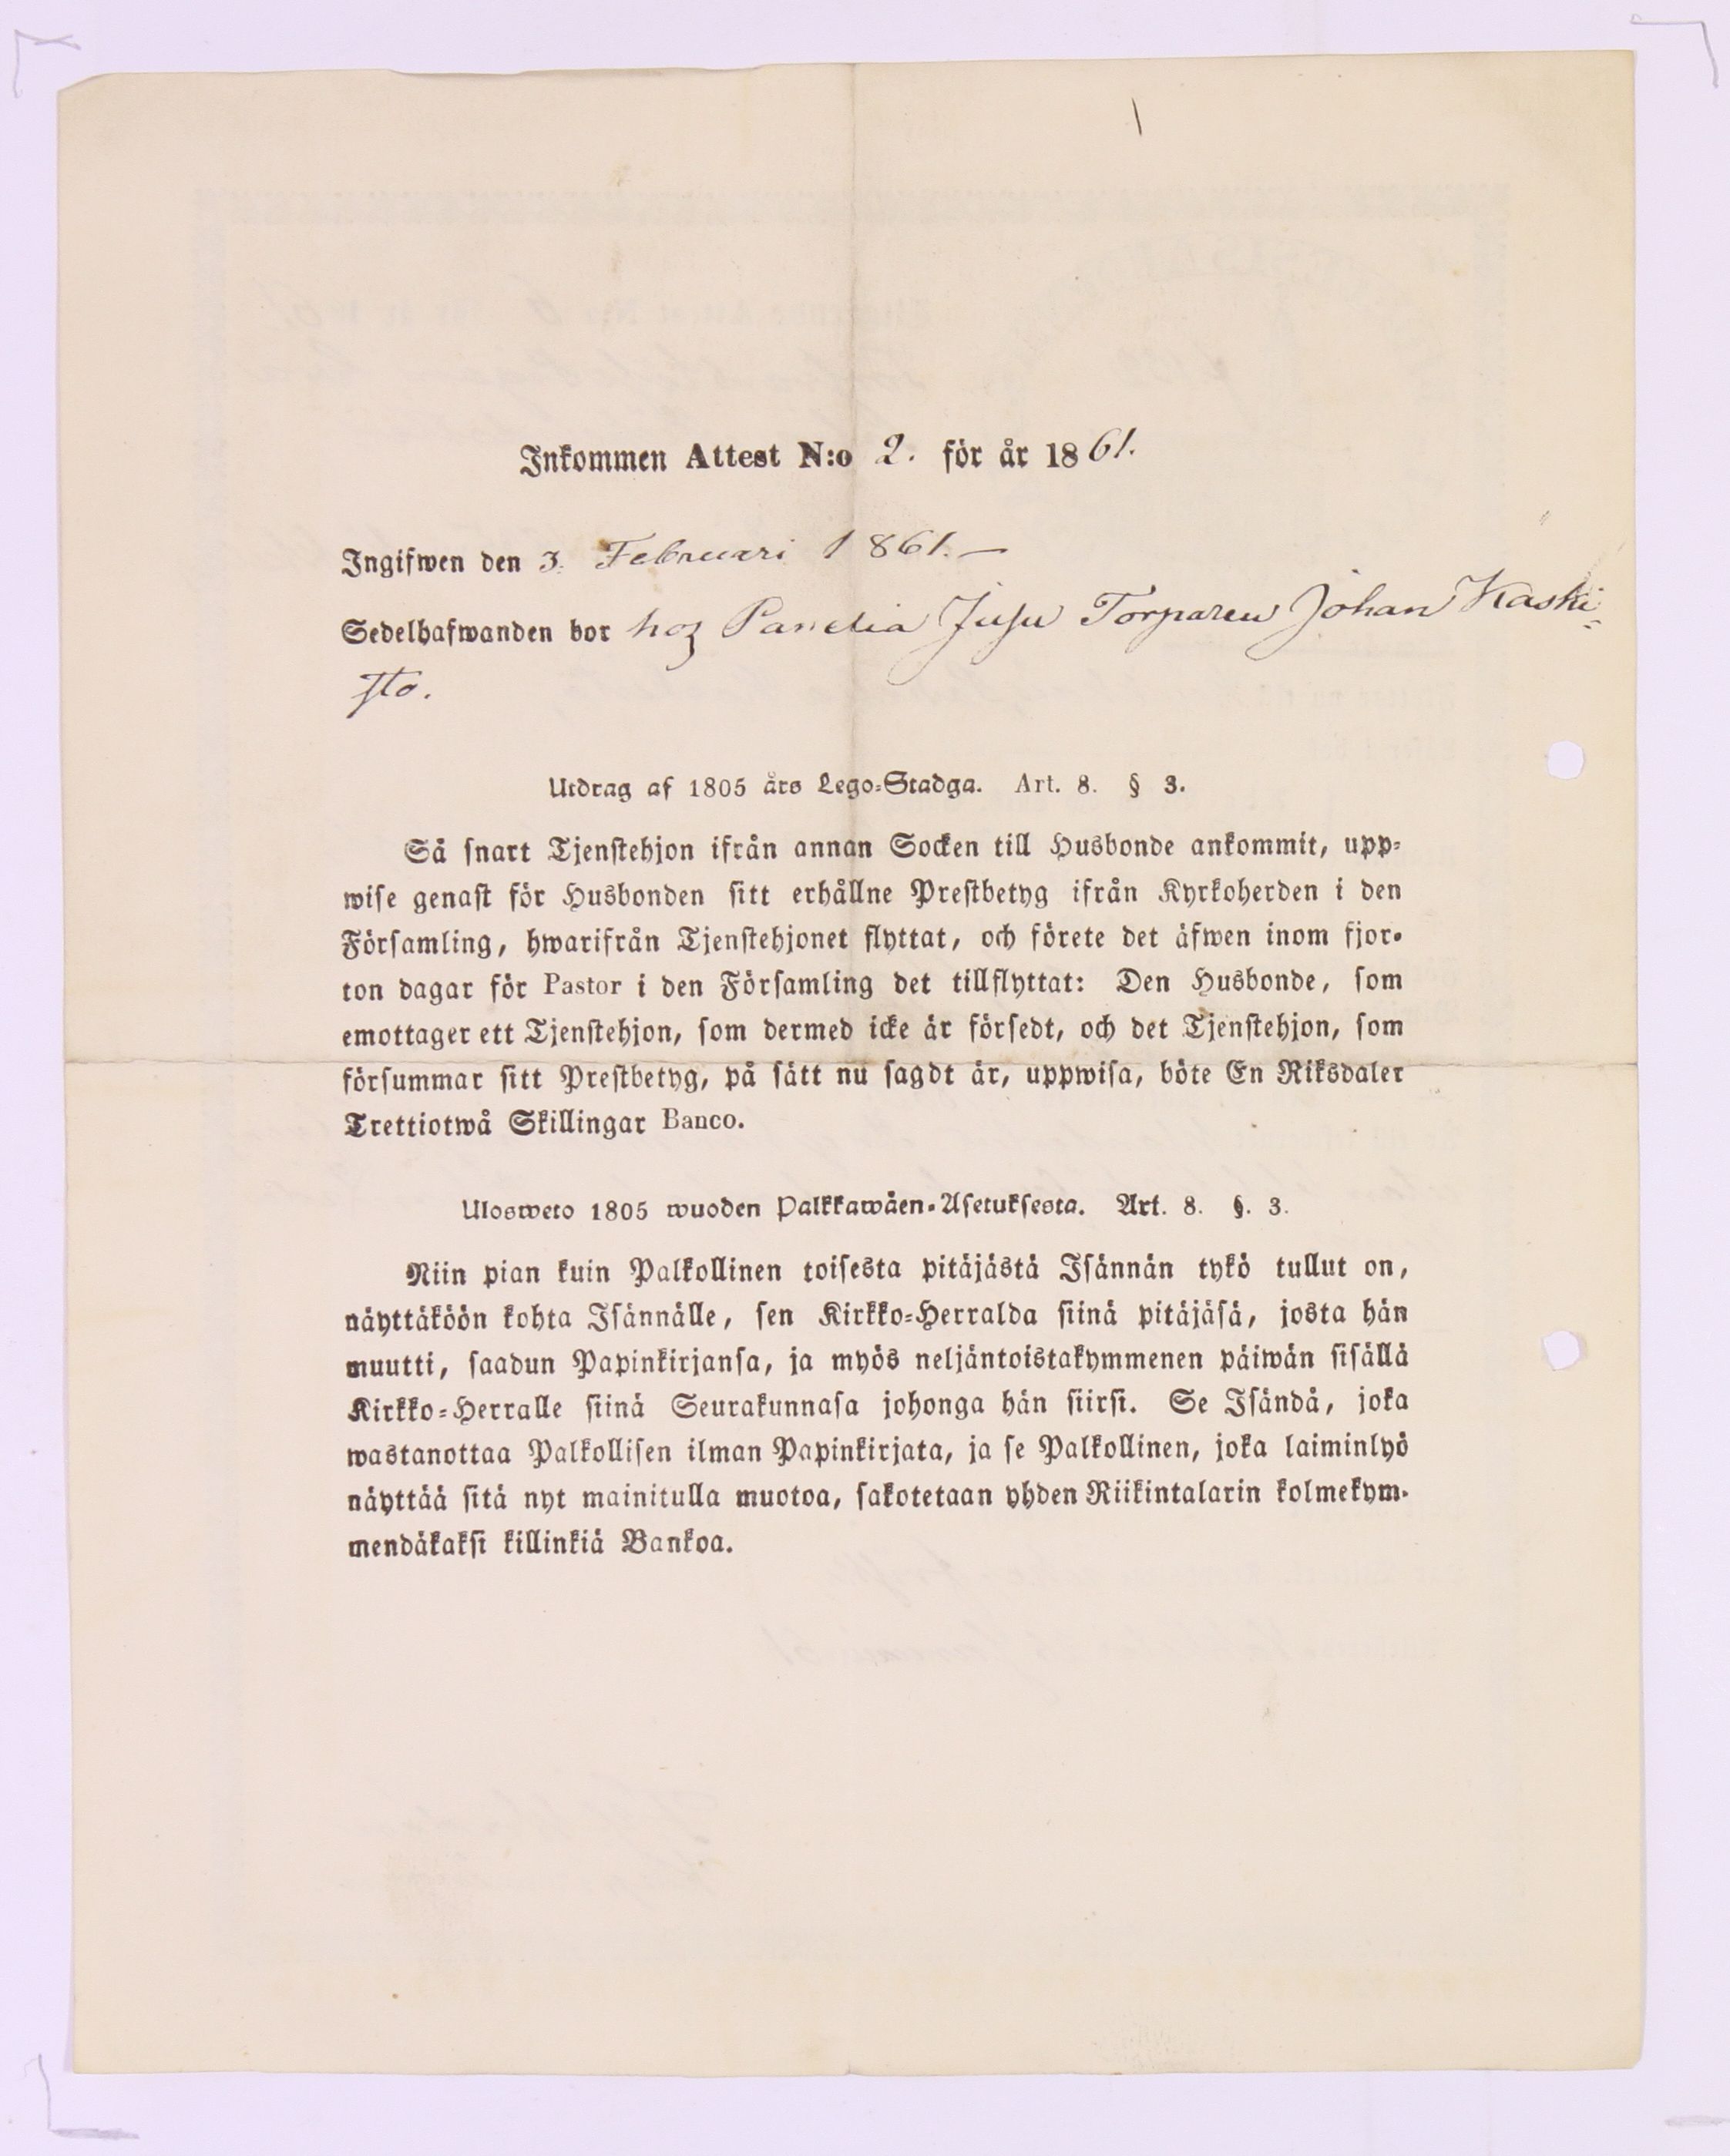 Inkommen Attest N:o 2. för år 1861.
Ingifwen den 3. Februari 1861.—
Sedelhafwanden bor hos Panelia Juju Torparen Johan Kaski=
sto.
Utdrag af 1805 års Lego=Stadga. Art. 8. § 3.
Så snart Tjenstehjon ifrån annan Socken till Husbonde ankommit, upp=
wise genast för Husbonden sitt erhållne Prestbetyg ifrån Kyrkoherden i den
Församling, hwarifrån Tjenstehjonet flyttat, och förete det äfwen inom fjor=
ton dagar för Pastor i den Församling det tillflyttat: Den Husbonde, som
emottager ett Tjenstehjon, som dermed icke är försedt, och det Tjenstehjon, som
försummar sitt Prestbetyg, på sätt nu sagdt är, uppwisa, böte En Riksdaler
Trettiotwå Skillingar Banco.
Ulosweto 1805 wuoden Palkkawäen=Asetuksesta. Art. 8. §. 3.
Niin pian kuin Palkollinen toisesta pitäjästä Isännän tykö tullut on,
näyttäköön kohta Isännälle, sen Kirkko=Herralda siinä pitäjäsä, josta hän
muutti, saadun Papinkirjansa, ja myös neljäntoistakymmenen päiwän sisällä
Kirkko=Herralle siinä Seurakunnasa johonga hän siirsi. Se Isändä, joka
wastanottaa Palkollisen ilman Papinkirjata, ja se Palkollinen, joka laiminlyö
näyttää sitä nyt mainitulla muotoa, sakotetaan yhden Riikintalarin kolmekym=
mendäkaksi killinkiä Bankoa.